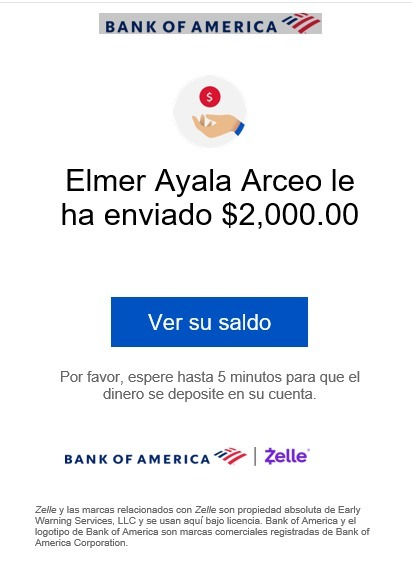 BANK OF AMERICA
$
Elmer Ayala Arceo le
ha enviado $2,000.00
Ver su saldo
Por favor, espere hasta 5 minutos para que el
dinero se deposite en su cuenta.
BANK OF AMERICA | Zelle®
Zelle y las marcas relacionados con Zelle son propiedad absoluta de Early
Warning Services, LLC y se usan aquí bajo licencia. Bank of America y el
logotipo de Bank of America son marcas comerciales registradas de Bank of
America Corporation.